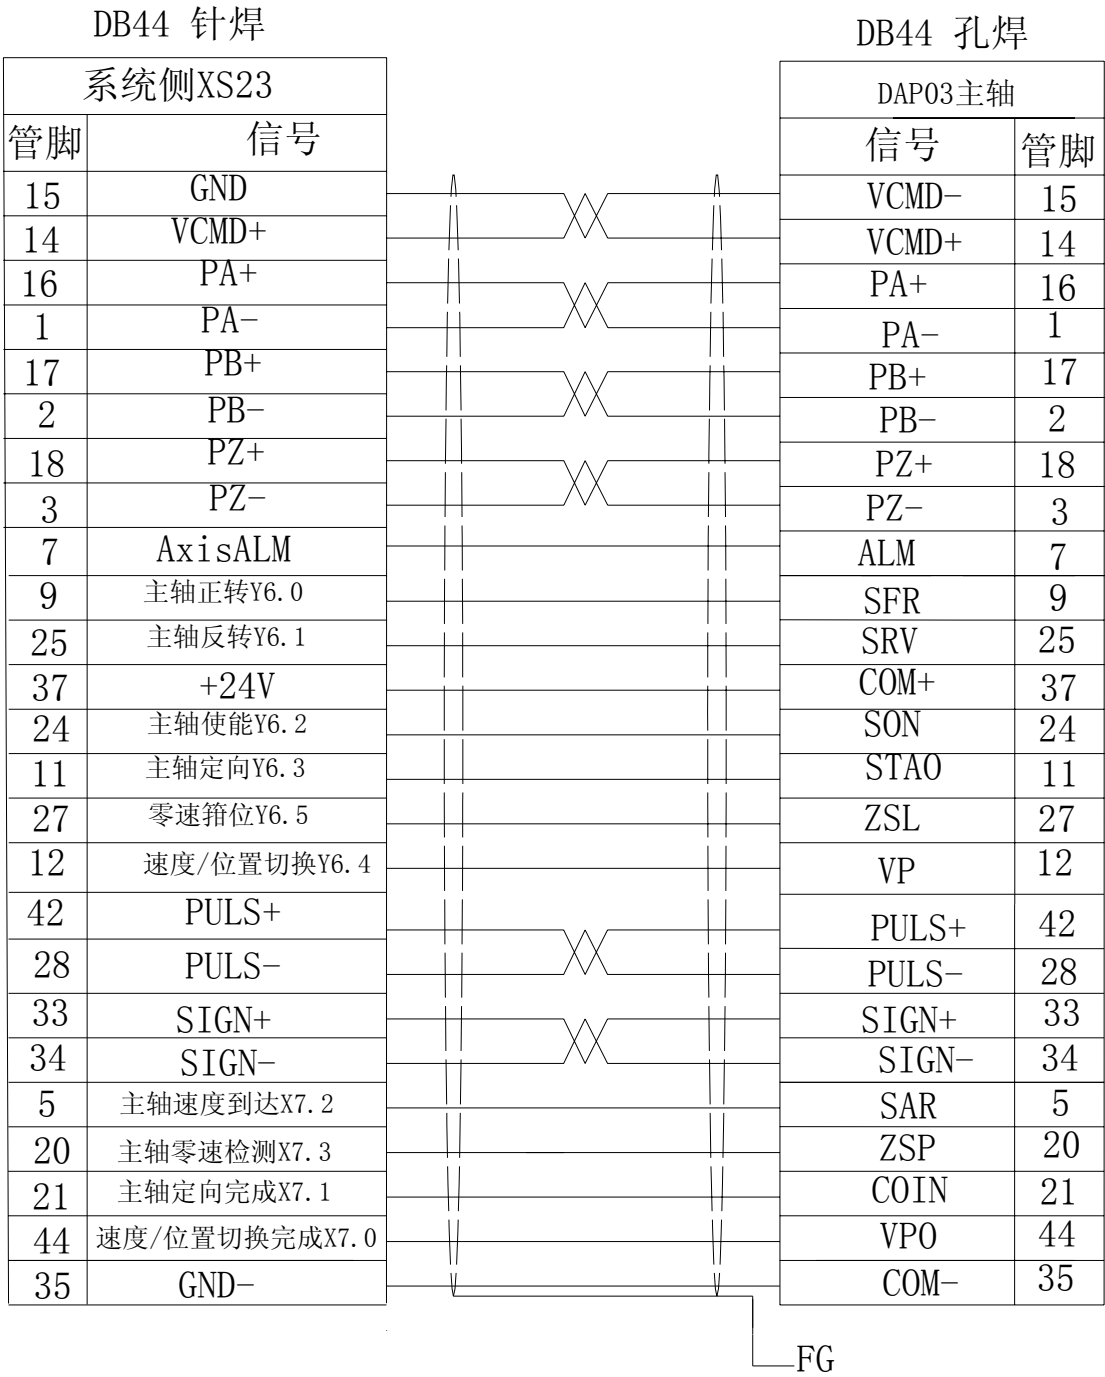 DB44 针焊 DB44 孔焊
系统侧XS23 DAP03主轴
管脚 信号 信号 管脚
15 GND VCMD- 15
14 VCMD+ VCMD+ 14
16 PA+ PA+ 16
1 PA- PA- 1
17 PB+ PB+ 17
2 PB- PB- 2
18 PZ+ PZ+ 18
3 PZ- PZ- 3
7 AxisALM ALM 7
9 主轴正转Y6.0 SFR 9
25 主轴反转Y6.1 SRV 25
37 +24V COM+ 37
24 主轴使能Y6.2 SON 24
11 主轴定向Y6.3 STAO 11
27 零速箝位Y6.5 ZSL 27
12 速度/位置切换Y6.4 VP 12
42 PULS+ PULS+ 42
28 PULS- PULS- 28
33 SIGN+ SIGN+ 33
34 SIGN- SIGN- 34
5 主轴速度到达X7.2 SAR 5
20 主轴零速检测X7.3 ZSP 20
21 主轴定向完成X7.1 COIN 21
44 速度/位置切换完成X7.0 VPO 44
35 GND- COM- 35
FG